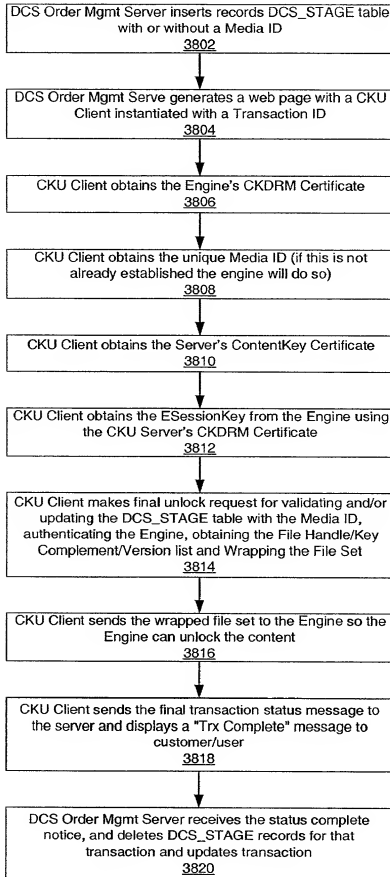 DCS Order Mgmt Server inserts records DCS_STAGE table
with or without a Media ID
3802
DCS Order Mgmt Serve generates a web page with a CKU
Client instantiated with a Transaction ID
3804
CKU Client obtains the Engine's CKDRM Certificate
3806
CKU Client obtains the unique Media ID (if this is not
already established the engine will do so)
3808
CKU Client obtains the Server's ContentKey Certificate
3810
CKU Client obtains the ESessionKey from the Engine using
the CKU Server's CKDRM Certificate
3812
CKU Client makes final unlock request for validating and/or
updating the DCS_STAGE table with the Media ID,
authenticating the Engine, obtaining the File Handle/Key
Complement/Version list and Wrapping the File Set
3814
CKU Client sends the wrapped file set to the Engine so the
Engine can unlock the content
3816
CKU Client sends the final transaction status message to
the server and displays a "Trx Complete" message to
customer/user
3818
DCS Order Mgmt Server receives the status complete
notice, and deletes DCS_STAGE records for that
transaction and updates transaction
3820